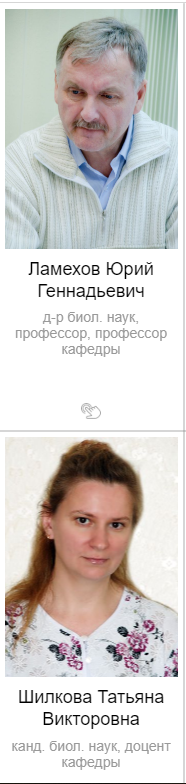 Ламехов Юрий
Геннадьевич
д-р биол. наук,
профессор, профессор
кафедры
Шилкова Татьяна
Викторовна
канд. биол. наук, доцент
кафедры